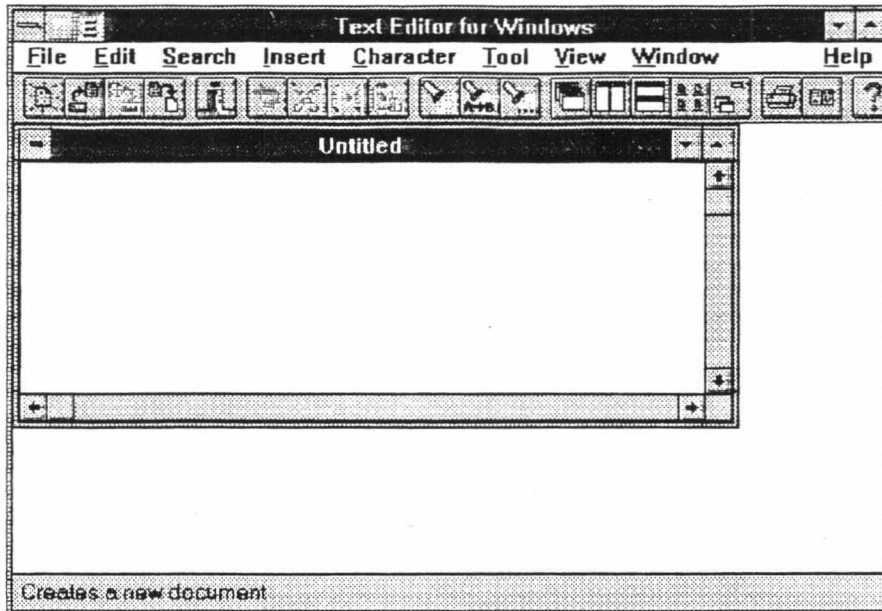 Text Editor for Windows
File Edit Search Insert Character Tool View Window Help
A→B ... ?
Untitled
Creates a new document